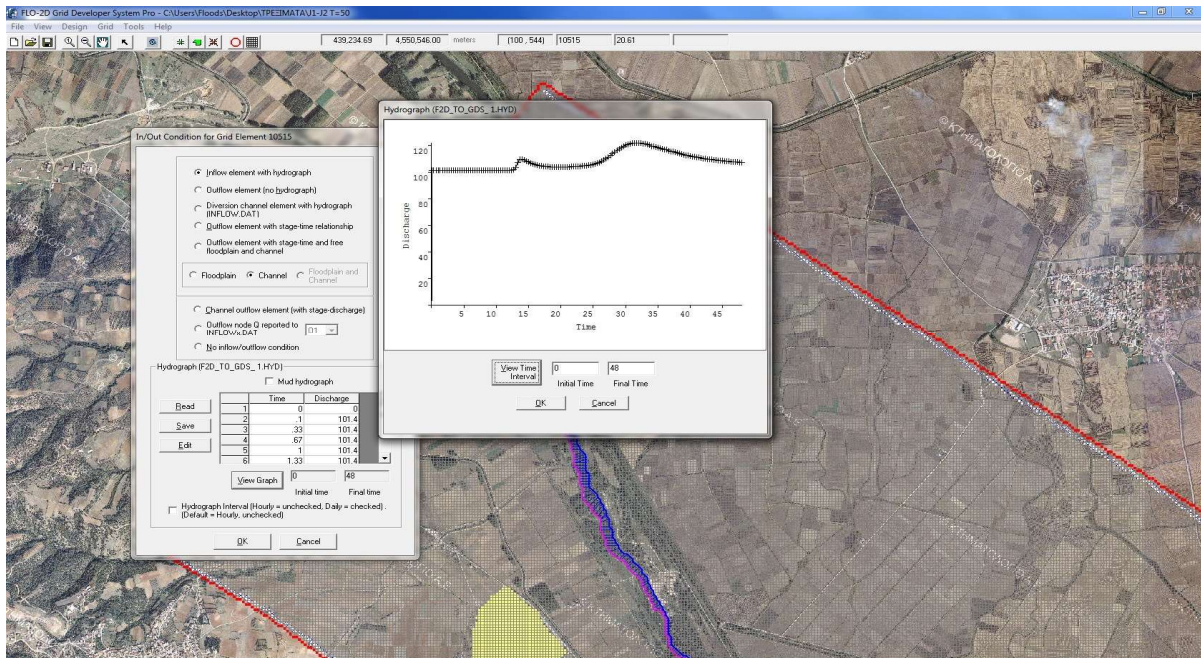 FLO-2D Grid Developer System Pro - C:\Users\Floods\Desktop\ΤΡΕΞΙΜΑΤΑ\J1-J2 T=50
File View Design Grid Tools Help
439,234.69 4,550,546.00 meters (100 , 544) 10515 20.61
Hydrograph (F2D_TO_GDS_ 1.HYD)
120
100
80
60
40
20
Discharge
5 10 15 20 25 30 35 40 45
Time
View Time Interval
0 48
Initial Time Final Time
OK Cancel
In/Out Condition for Grid Element 10515
Inflow element with hydrograph
Outflow element (no hydrograph)
Diversion channel element with hydrograph
(INFLOW.DAT)
Outflow element with stage-time relationship
Outflow element with stage-time and free
floodplain and channel
Floodplain Channel Floodplain and
Channel
Channel outflow element (with stage-discharge)
Outflow node Q reported to O1
INFLOWx.DAT
No inflow/outflow condition
Hydrograph (F2D_TO_GDS_ 1.HYD)
Mud hydrograph
Read
Save
Edit
Time Discharge
1 0 0
2 .1 101.4
3 .33 101.4
4 .67 101.4
5 1 101.4
6 1.33 101.4
View Graph 0 48
Initial time Final time
Hydrograph Interval (Hourly = unchecked, Daily = checked) .
(Default = Hourly, unchecked)
OK Cancel
©ΚΤΗΜΑΤΟΛΟΓΙΟ Α.